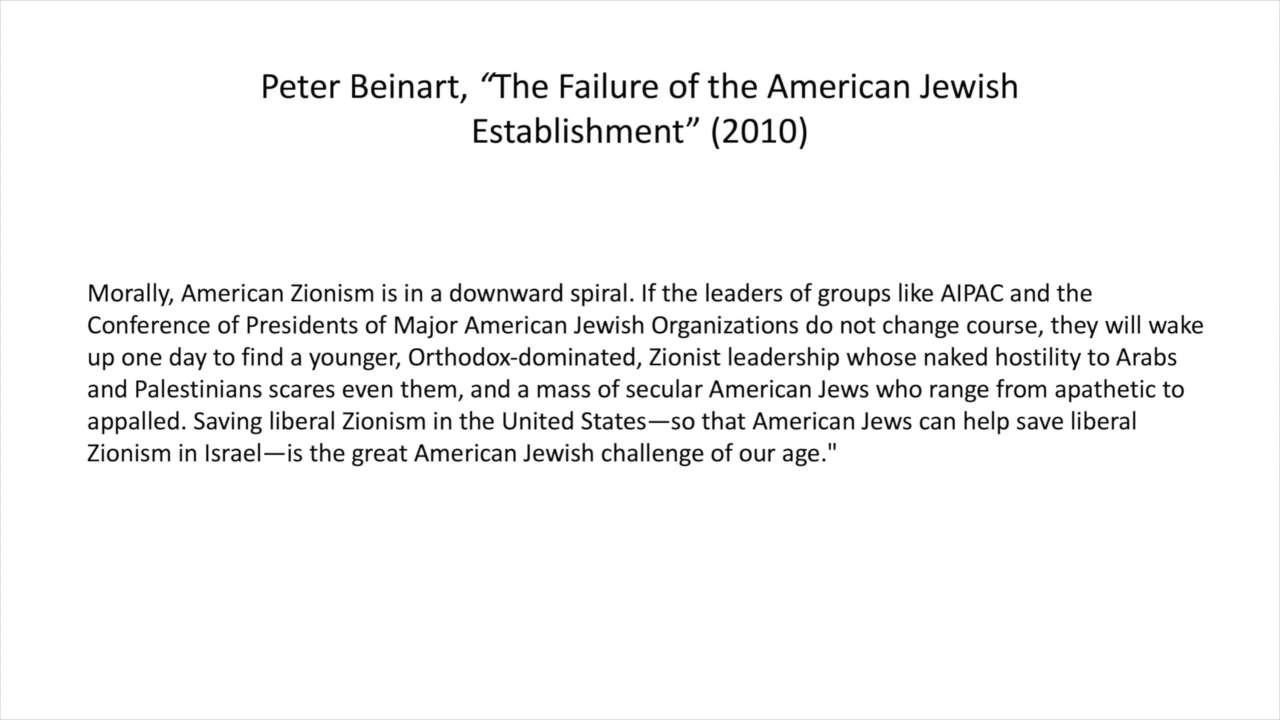 Peter Beinart, “The Failure of the American Jewish
Establishment” (2010)
Morally, American Zionism is in a downward spiral. If the leaders of groups like AIPAC and the
Conference of Presidents of Major American Jewish Organizations do not change course, they will wake
up one day to find a younger, Orthodox-dominated, Zionist leadership whose naked hostility to Arabs
and Palestinians scares even them, and a mass of secular American Jews who range from apathetic to
appalled. Saving liberal Zionism in the United States—so that American Jews can help save liberal
Zionism in Israel—is the great American Jewish challenge of our age."